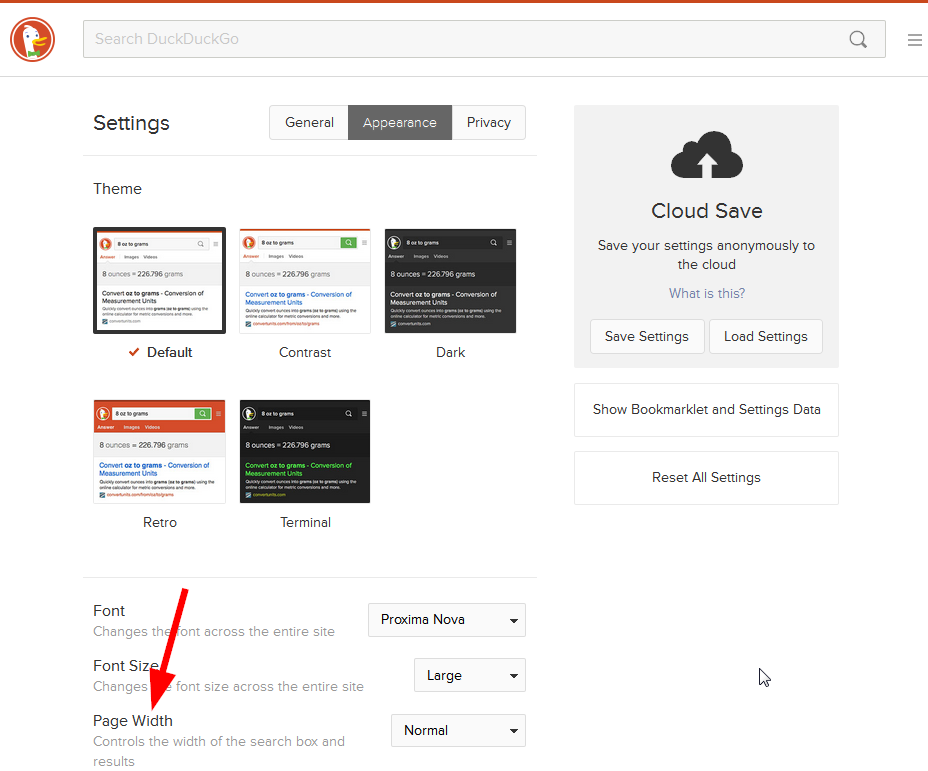 Search DuckDuckGo
Settings
General
Appearance
Privacy
Theme
8 oz to grams
Answer Images Videos
8 ounces = 226.796 grams
Convert oz to grams - Conversion of
Measurement Units
Quickly convert ounces into grams (oz to grams) using the
online calculator for metric conversions and more.
convertunits.com
Default
8 oz to grams
Answer Images Videos
8 ounces = 226.796 grams
Convert oz to grams - Conversion of
Measurement Units
Quickly convert ounces into grams (oz to grams) using the
online calculator for metric conversions and more.
convertunits.com/from/oz/to/grams
Contrast
8 oz to grams
Answer Images Videos
8 ounces = 226.796 grams
Convert oz to grams - Conversion of
Measurement Units
Quickly convert ounces into grams (oz to grams) using the
online calculator for metric conversions and more.
convertunits.com
Dark
8 oz to grams
Answer Images Videos
8 ounces = 226.796 grams
Convert oz to grams - Conversion of
Measurement Units
Quickly convert ounces into grams (oz to grams) using the
online calculator for metric conversions and more.
convertunits.com/from/oz/to/grams
Retro
8 oz to grams
Answer Images Videos
8 ounces = 226.796 grams
Convert oz to grams - Conversion of
Measurement Units
Quickly convert ounces into grams (oz to grams) using the
online calculator for metric conversions and more.
convertunits.com
Terminal
Font
Changes the font across the entire site
Proxima Nova
Font Size
Changes the font size across the entire site
Large
Page Width
Controls the width of the search box and
results
Normal
Cloud Save
Save your settings anonymously to
the cloud
What is this?
Save Settings
Load Settings
Show Bookmarklet and Settings Data
Reset All Settings